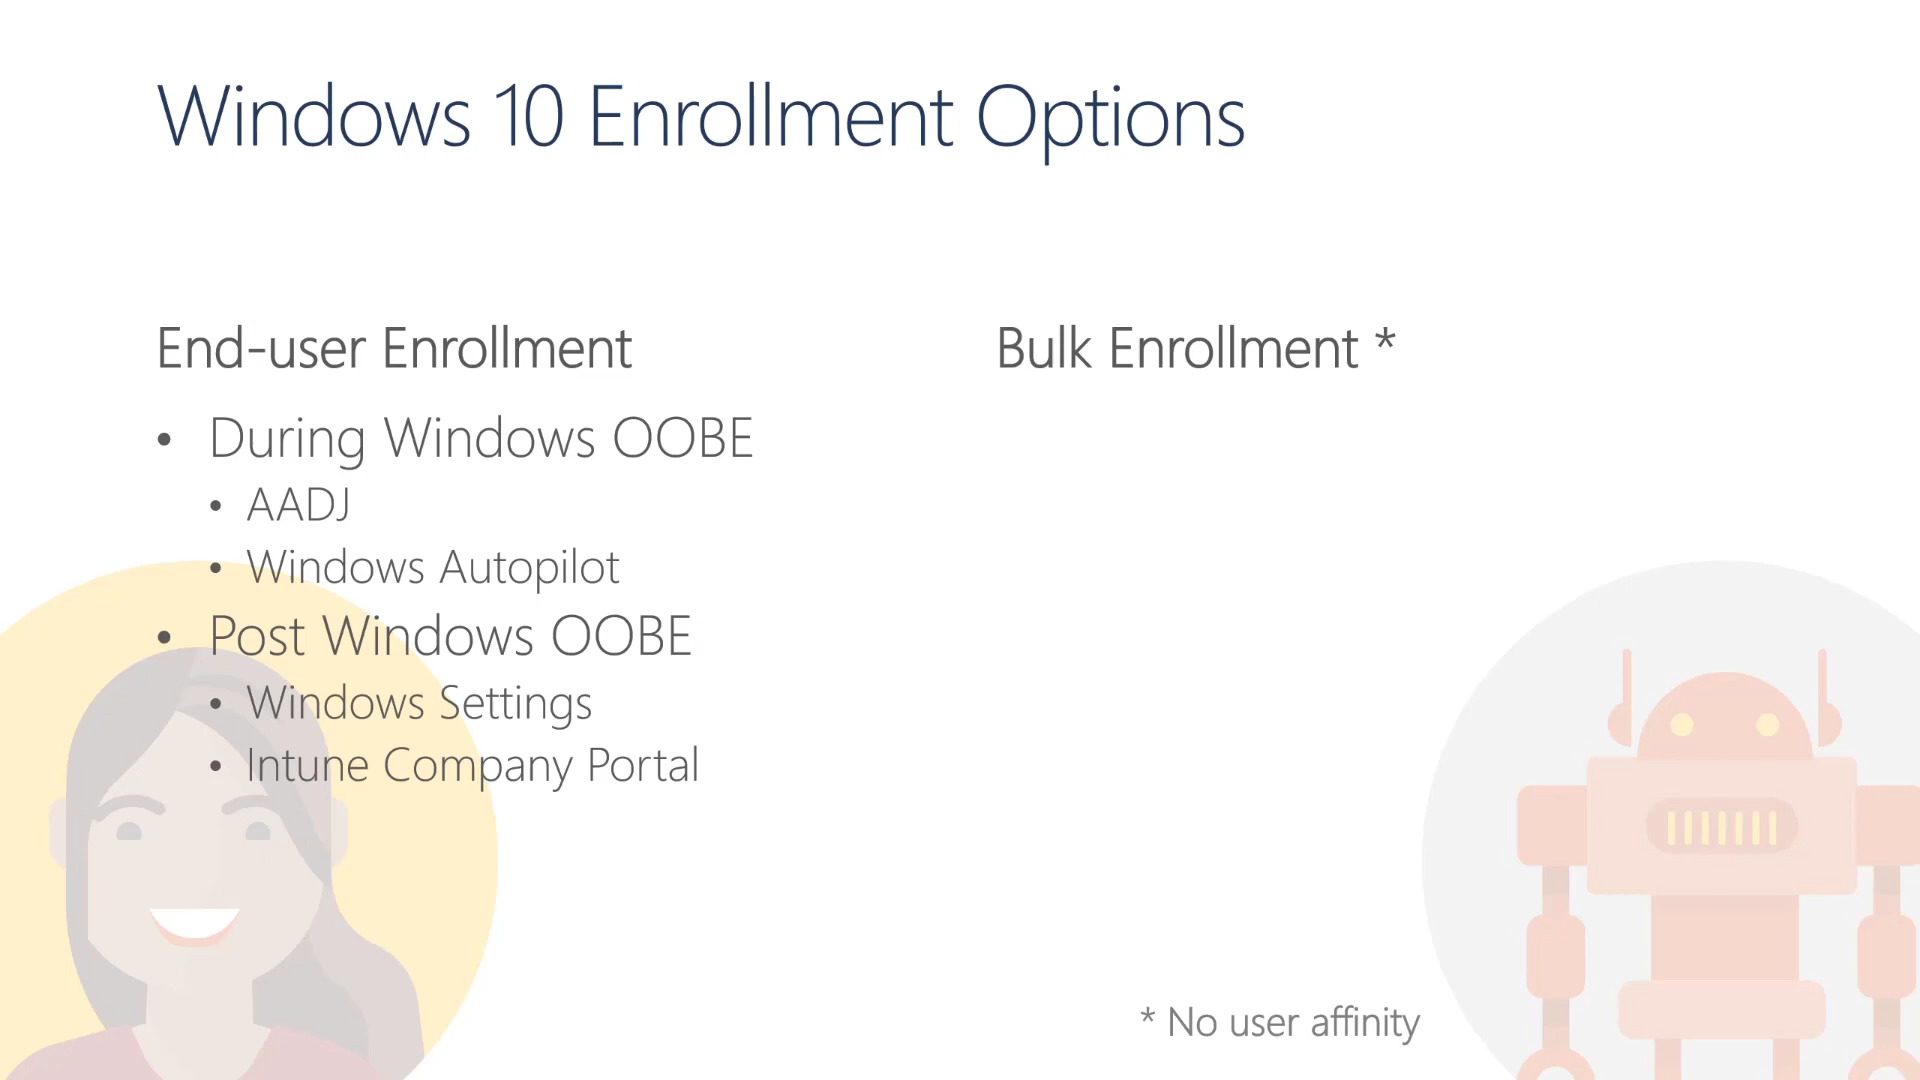 Windows 10 Enrollment Options
End-user Enrollment
• During Windows OOBE
• AADJ
• Windows Autopilot
• Post Windows OOBE
• Windows Settings
• Intune Company Portal
Bulk Enrollment *
* No user affinity